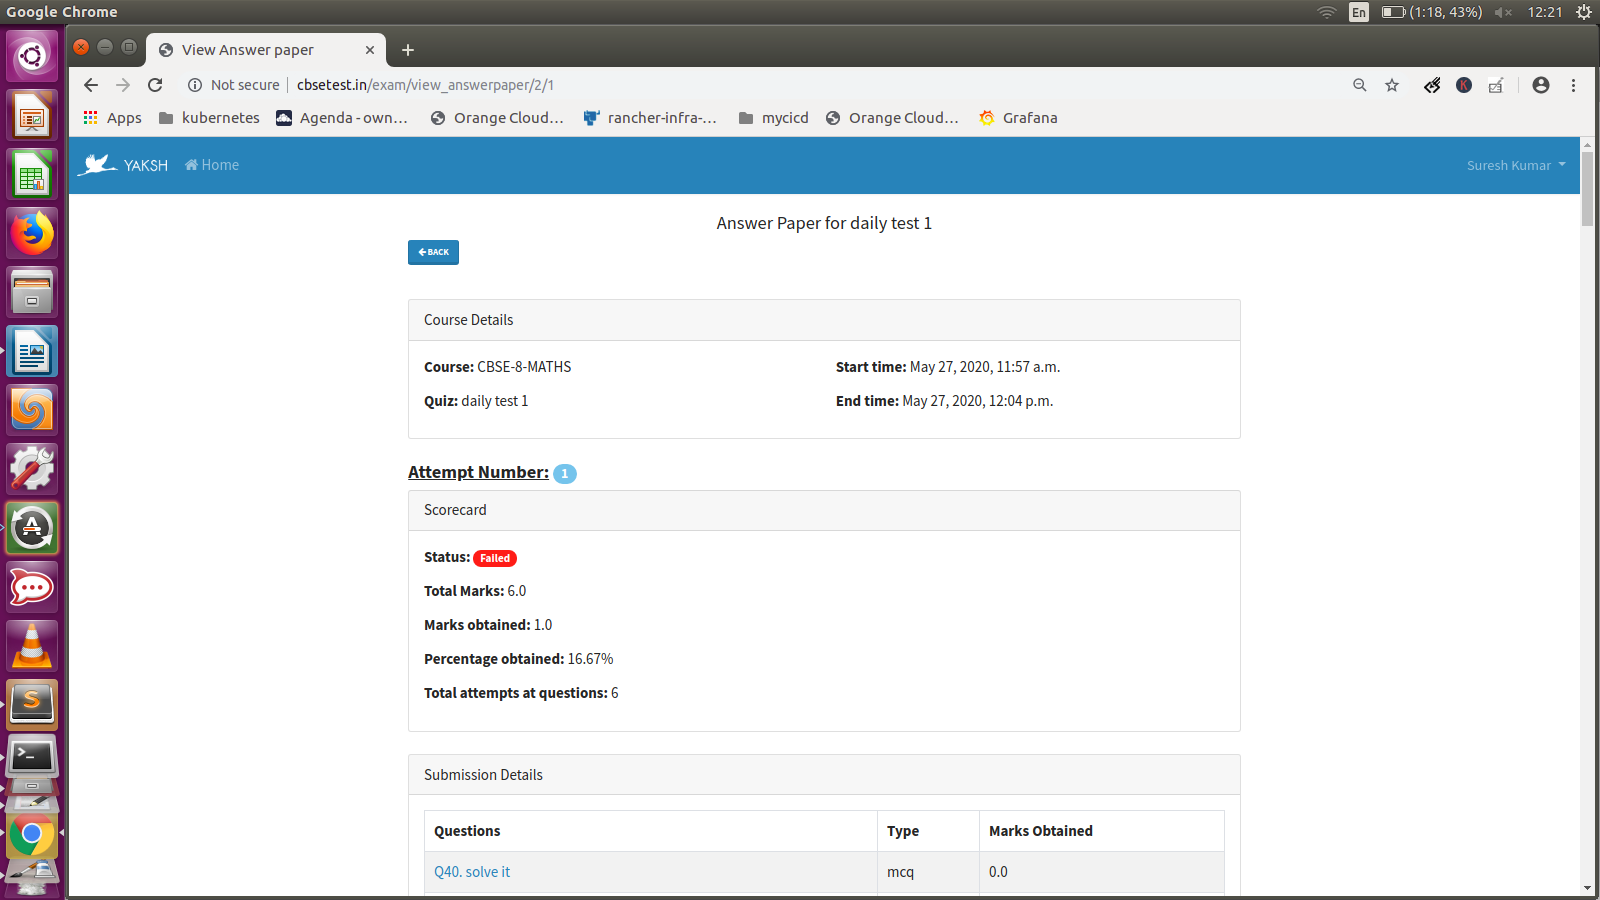 Google Chrome
En
(1:18, 43%)
12:21
View Answer paper
Not secure
cbsetest.in/exam/view_answerpaper/2/1
K
Apps
kubernetes
Agenda - own...
Orange Cloud...
rancher-infra-...
mycicd
Orange Cloud...
Grafana
YAKSH
Home
Suresh Kumar
Answer Paper for daily test 1
BACK
Course Details
Course: CBSE-8-MATHS
Start time: May 27, 2020, 11:57 a.m.
Quiz: daily test 1
End time: May 27, 2020, 12:04 p.m.
Attempt Number: 1
Scorecard
Status: Failed
Total Marks: 6.0
Marks obtained: 1.0
Percentage obtained: 16.67%
Total attempts at questions: 6
Submission Details
Questions
Type
Marks Obtained
Q40. solve it
mcq
0.0